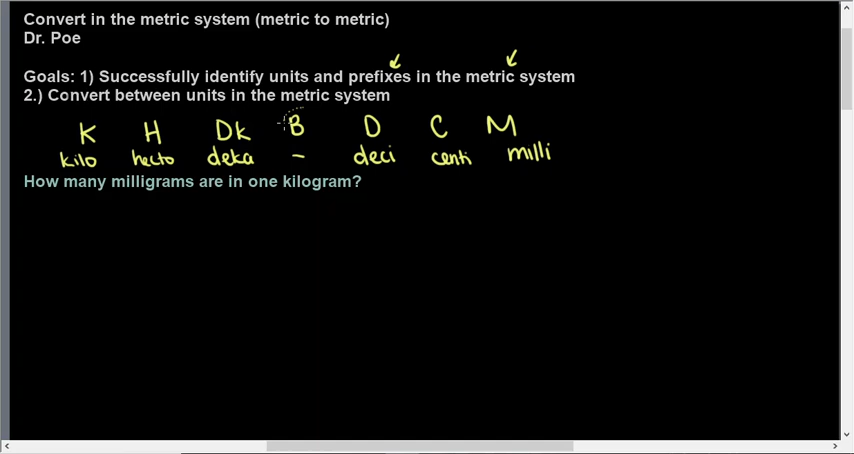 Convert in the metric system (metric to metric)
Dr. Poe
Goals: 1) Successfully identify units and prefixes in the metric system
2.) Convert between units in the metric system
K H Dk B D C M
kilo hecto deka - deci centi milli
How many milligrams are in one kilogram?